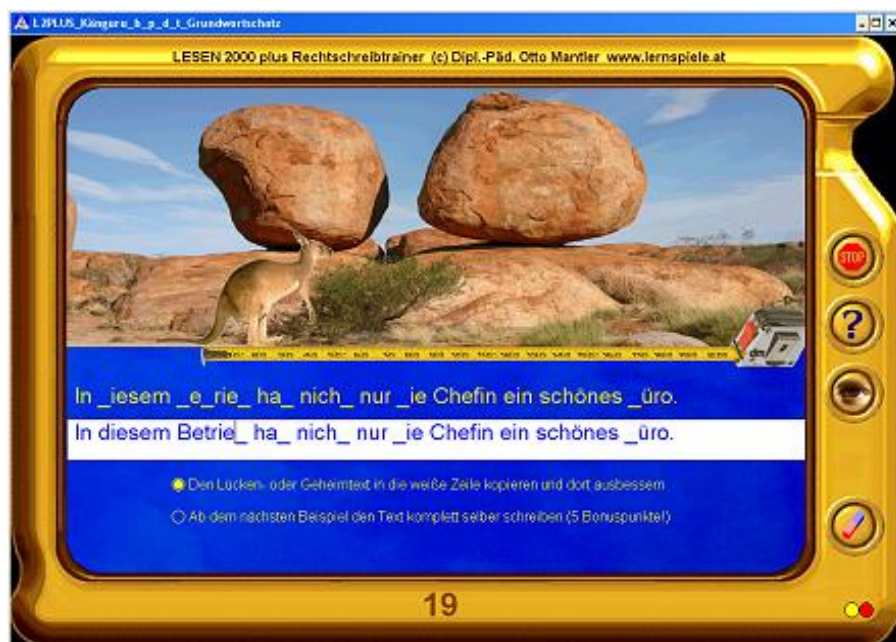 L2PLUS_Känguru_b_p_d_t_Grundwortschatz
LESEN 2000 plus Rechtschreibtrainer (c) Dipl.-Päd. Otto Mantler www.lernspiele.at
STOP
?
dm
In _iesem _e_rie_ ha_ nich_ nur _ie Chefin ein schönes _üro.
In diesem Betrie_ ha_ nich_ nur _ie Chefin ein schönes _üro.
Den Lücken- oder Geheimtext in die weiße Zeile kopieren und dort ausbessern
Ab dem nächsten Beispiel den Text komplett selber schreiben (5 Bonuspunkte!)
19